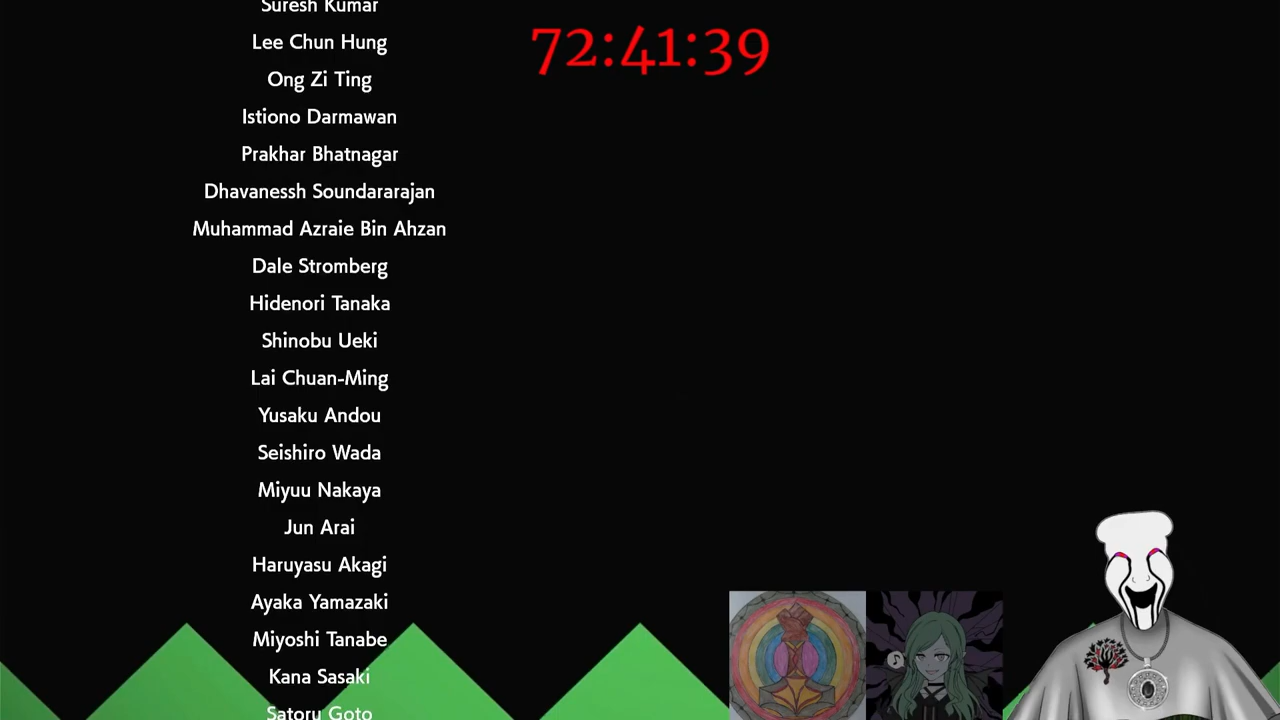 Suresh Kumar
72:41:39
Lee Chun Hung
Ong Zi Ting
Istiono Darmawan
Prakhar Bhatnagar
Dhavanessh Soundararajan
Muhammad Azraie Bin Ahzan
Dale Stromberg
Hidenori Tanaka
Shinobu Ueki
Lai Chuan-Ming
Yusaku Andou
Seishiro Wada
Miyuu Nakaya
Jun Arai
Haruyasu Akagi
Ayaka Yamazaki
Miyoshi Tanabe
Kana Sasaki
Satoru Goto